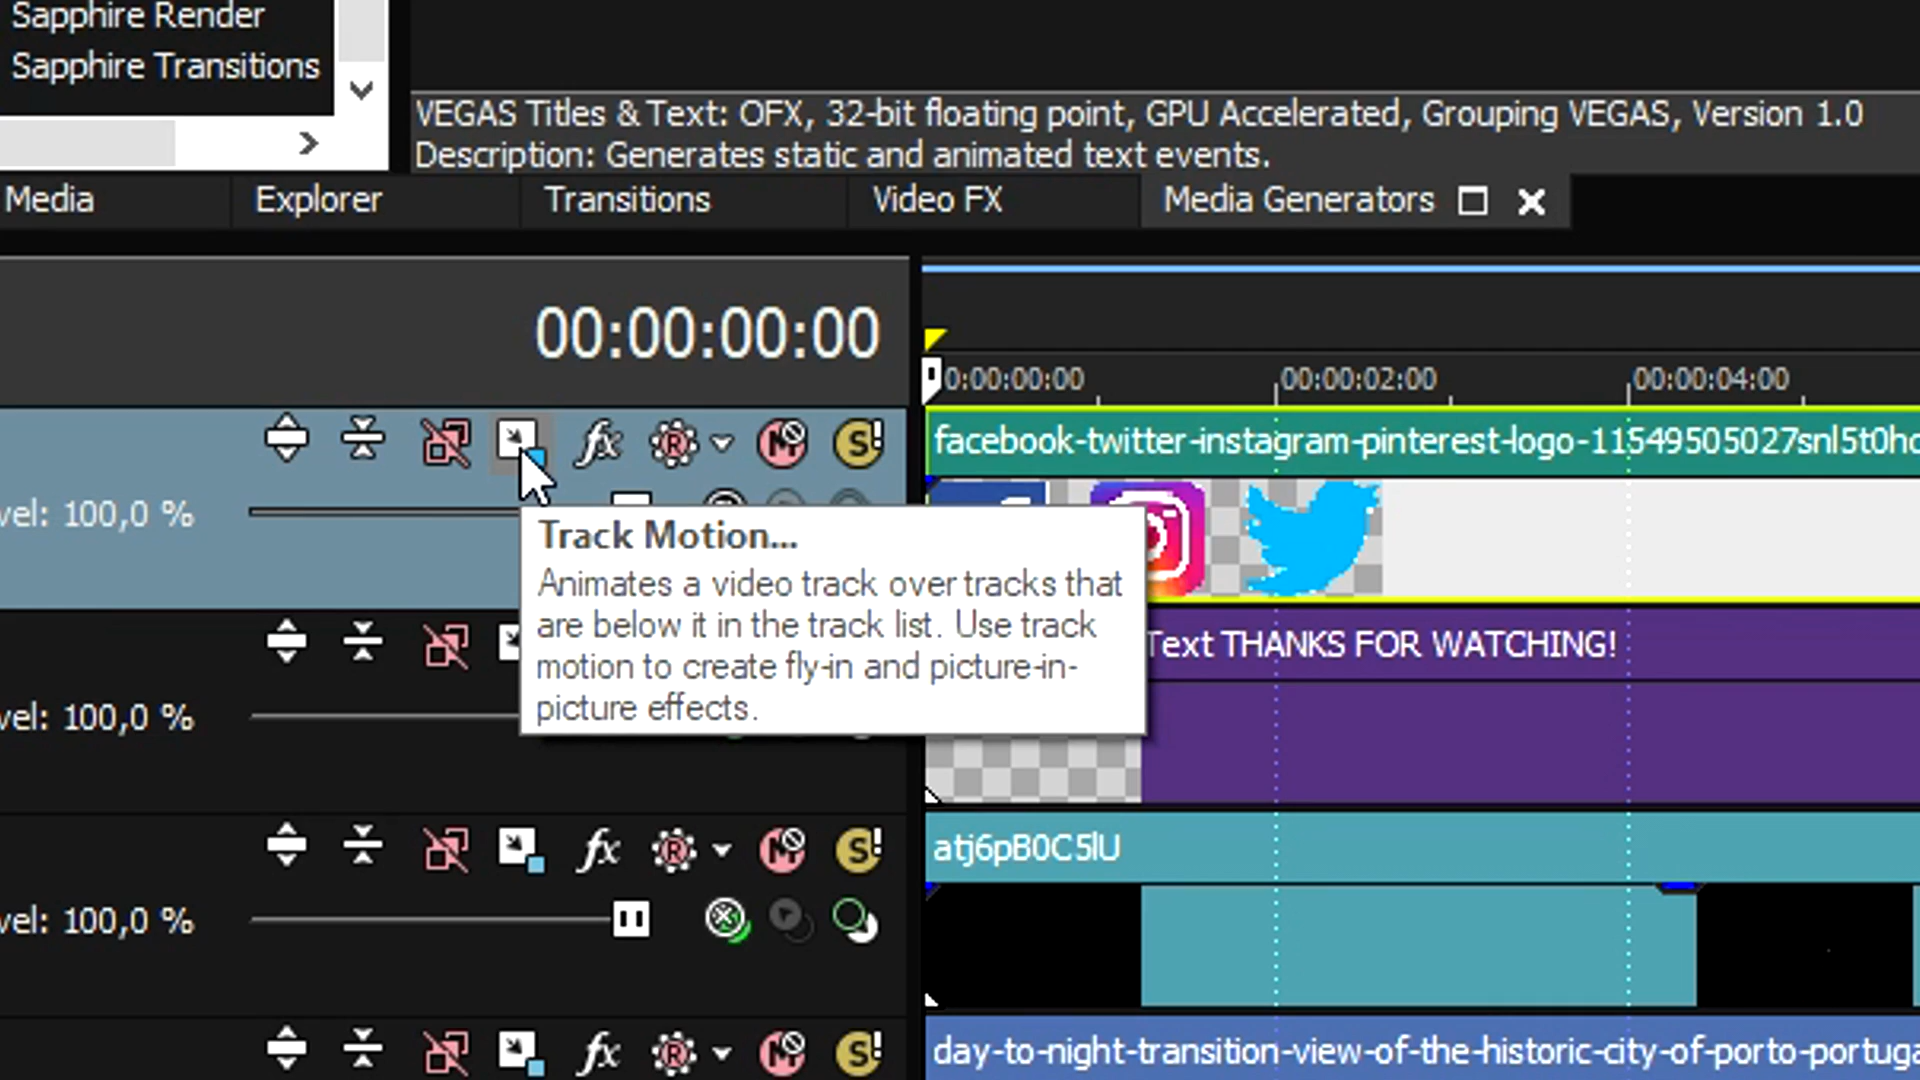 Sapphire Render
Sapphire Transitions
VEGAS Titles & Text: OFX, 32-bit floating point, GPU Accelerated, Grouping VEGAS, Version 1.0
Description: Generates static and animated text events.
Media
Explorer
Transitions
Video FX
Media Generators
00:00:00:00
0:00:00:00
00:00:02:00
00:00:04:00
facebook-twitter-instagram-pinterest-logo-11549505027snl5t0hc
vel: 100,0 %
Track Motion...
Animates a video track over tracks that
are below it in the track list. Use track
motion to create fly-in and picture-in-
picture effects.
Text THANKS FOR WATCHING!
vel: 100,0 %
atj6pB0C5lU
vel: 100,0 %
day-to-night-transition-view-of-the-historic-city-of-porto-portuga